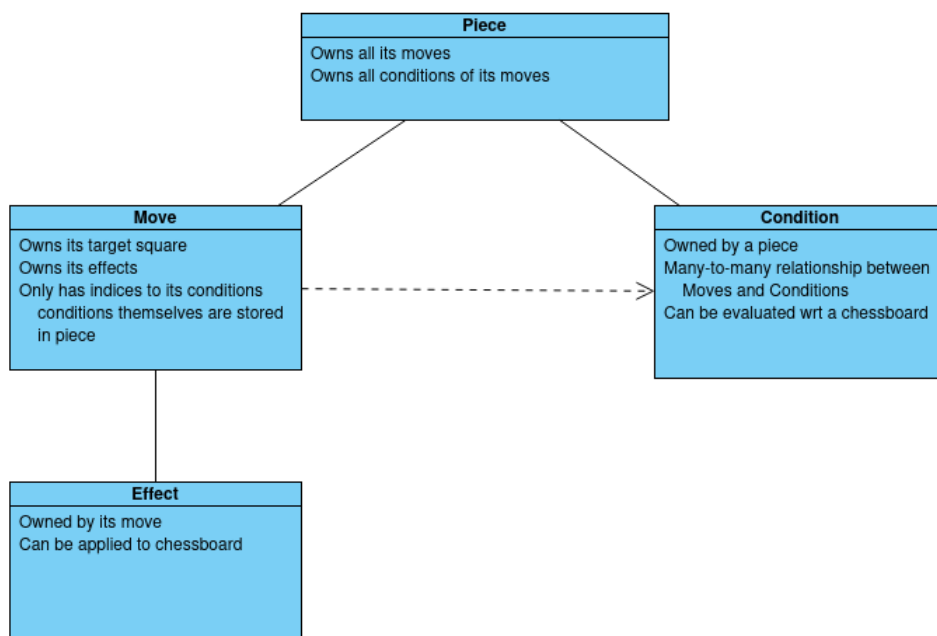 Piece
Owns all its moves
Owns all conditions of its moves
Move
Owns its target square
Owns its effects
Only has indices to its conditions
conditions themselves are stored
in piece
Condition
Owned by a piece
Many-to-many relationship between
Moves and Conditions
Can be evaluated wrt a chessboard
Effect
Owned by its move
Can be applied to chessboard